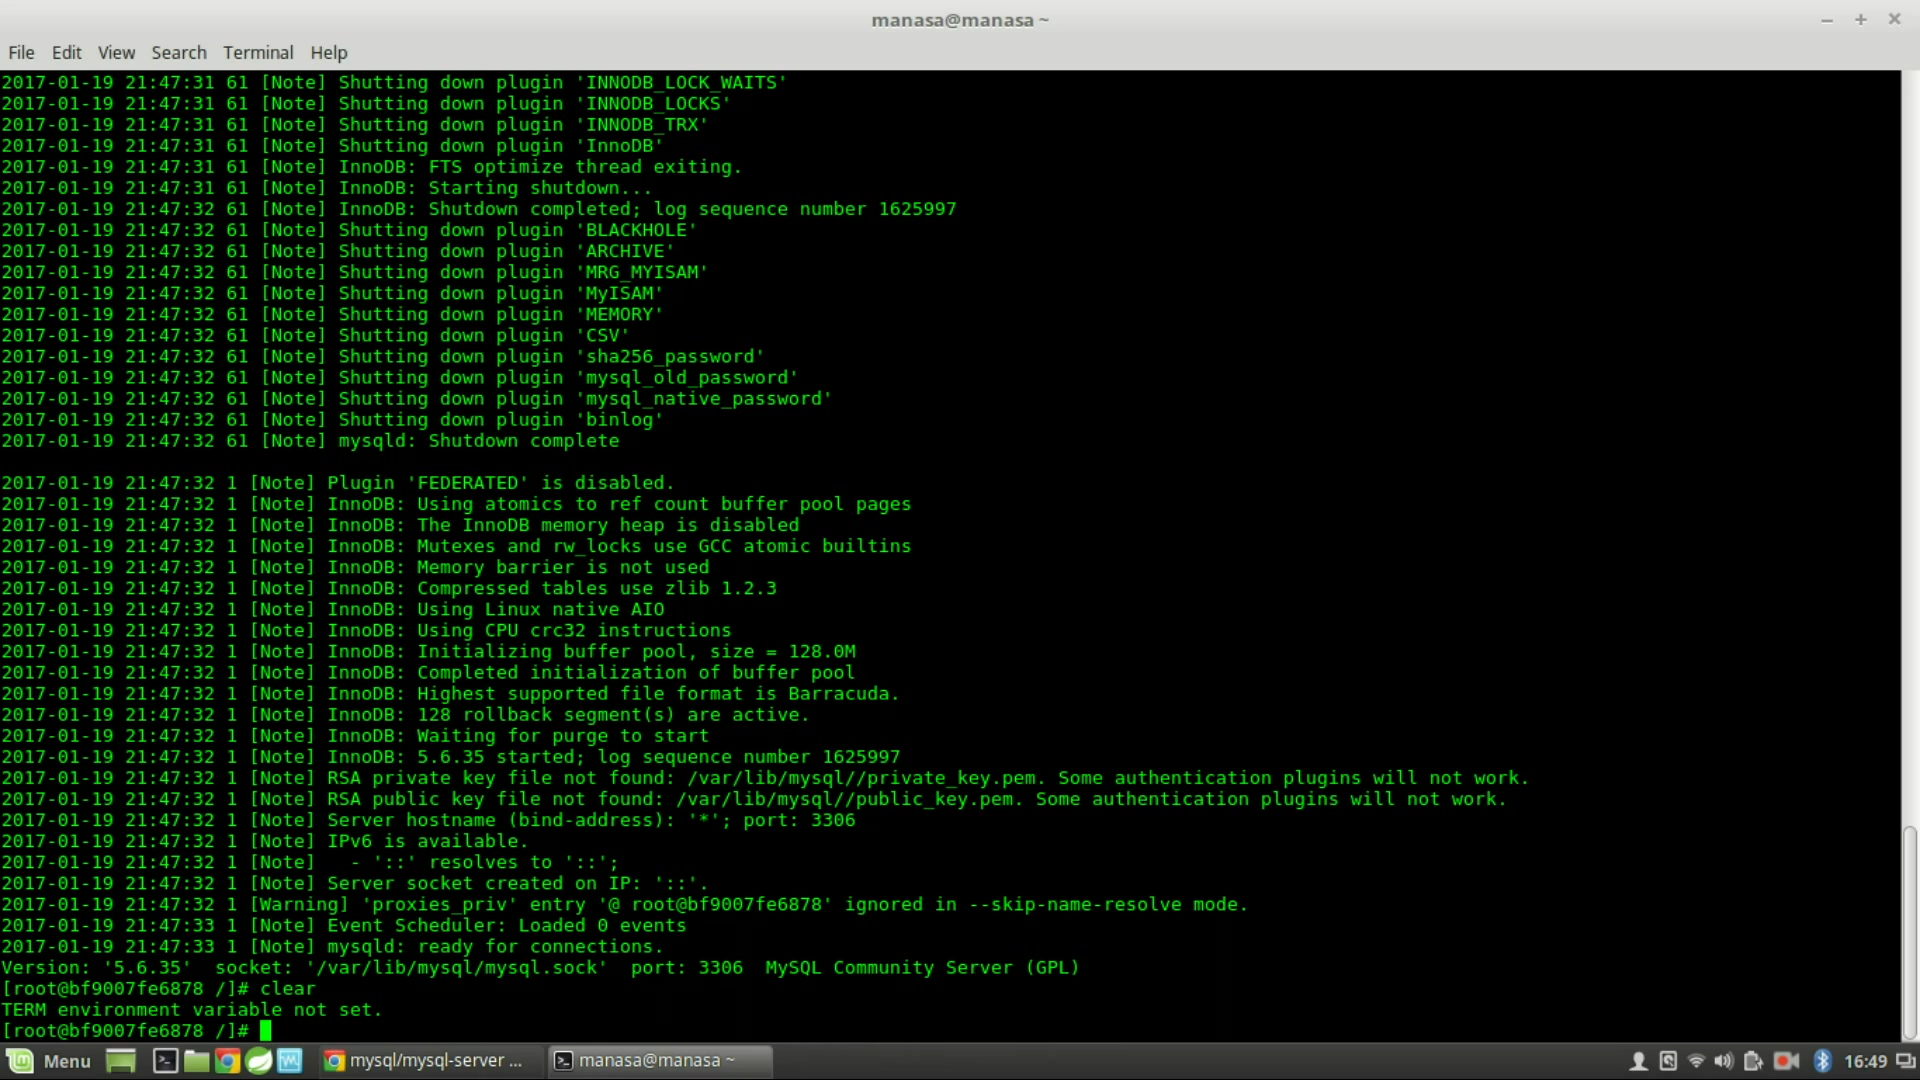 manasa@manasa ~
File Edit View Search Terminal Help
2017-01-19 21:47:31 61 [Note] Shutting down plugin 'INNODB_LOCK_WAITS'
2017-01-19 21:47:31 61 [Note] Shutting down plugin 'INNODB_LOCKS'
2017-01-19 21:47:31 61 [Note] Shutting down plugin 'INNODB_TRX'
2017-01-19 21:47:31 61 [Note] Shutting down plugin 'InnoDB'
2017-01-19 21:47:31 61 [Note] InnoDB: FTS optimize thread exiting.
2017-01-19 21:47:31 61 [Note] InnoDB: Starting shutdown...
2017-01-19 21:47:32 61 [Note] InnoDB: Shutdown completed; log sequence number 1625997
2017-01-19 21:47:32 61 [Note] Shutting down plugin 'BLACKHOLE'
2017-01-19 21:47:32 61 [Note] Shutting down plugin 'ARCHIVE'
2017-01-19 21:47:32 61 [Note] Shutting down plugin 'MRG_MYISAM'
2017-01-19 21:47:32 61 [Note] Shutting down plugin 'MyISAM'
2017-01-19 21:47:32 61 [Note] Shutting down plugin 'MEMORY'
2017-01-19 21:47:32 61 [Note] Shutting down plugin 'CSV'
2017-01-19 21:47:32 61 [Note] Shutting down plugin 'sha256_password'
2017-01-19 21:47:32 61 [Note] Shutting down plugin 'mysql_old_password'
2017-01-19 21:47:32 61 [Note] Shutting down plugin 'mysql_native_password'
2017-01-19 21:47:32 61 [Note] Shutting down plugin 'binlog'
2017-01-19 21:47:32 61 [Note] mysqld: Shutdown complete
2017-01-19 21:47:32 1 [Note] Plugin 'FEDERATED' is disabled.
2017-01-19 21:47:32 1 [Note] InnoDB: Using atomics to ref count buffer pool pages
2017-01-19 21:47:32 1 [Note] InnoDB: The InnoDB memory heap is disabled
2017-01-19 21:47:32 1 [Note] InnoDB: Mutexes and rw_locks use GCC atomic builtins
2017-01-19 21:47:32 1 [Note] InnoDB: Memory barrier is not used
2017-01-19 21:47:32 1 [Note] InnoDB: Compressed tables use zlib 1.2.3
2017-01-19 21:47:32 1 [Note] InnoDB: Using Linux native AIO
2017-01-19 21:47:32 1 [Note] InnoDB: Using CPU crc32 instructions
2017-01-19 21:47:32 1 [Note] InnoDB: Initializing buffer pool, size = 128.0M
2017-01-19 21:47:32 1 [Note] InnoDB: Completed initialization of buffer pool
2017-01-19 21:47:32 1 [Note] InnoDB: Highest supported file format is Barracuda.
2017-01-19 21:47:32 1 [Note] InnoDB: 128 rollback segment(s) are active.
2017-01-19 21:47:32 1 [Note] InnoDB: Waiting for purge to start
2017-01-19 21:47:32 1 [Note] InnoDB: 5.6.35 started; log sequence number 1625997
2017-01-19 21:47:32 1 [Note] RSA private key file not found: /var/lib/mysql//private_key.pem. Some authentication plugins will not work.
2017-01-19 21:47:32 1 [Note] RSA public key file not found: /var/lib/mysql//public_key.pem. Some authentication plugins will not work.
2017-01-19 21:47:32 1 [Note] Server hostname (bind-address): '*'; port: 3306
2017-01-19 21:47:32 1 [Note] IPv6 is available.
2017-01-19 21:47:32 1 [Note]   - '::' resolves to '::';
2017-01-19 21:47:32 1 [Note] Server socket created on IP: '::'.
2017-01-19 21:47:32 1 [Warning] 'proxies_priv' entry '@ root@bf9007fe6878' ignored in --skip-name-resolve mode.
2017-01-19 21:47:33 1 [Note] Event Scheduler: Loaded 0 events
2017-01-19 21:47:33 1 [Note] mysqld: ready for connections.
Version: '5.6.35'  socket: '/var/lib/mysql/mysql.sock'  port: 3306  MySQL Community Server (GPL)
[root@bf9007fe6878 /]# clear
TERM environment variable not set.
[root@bf9007fe6878 /]#
Menu mysql/mysql-server ... manasa@manasa ~ 16:49